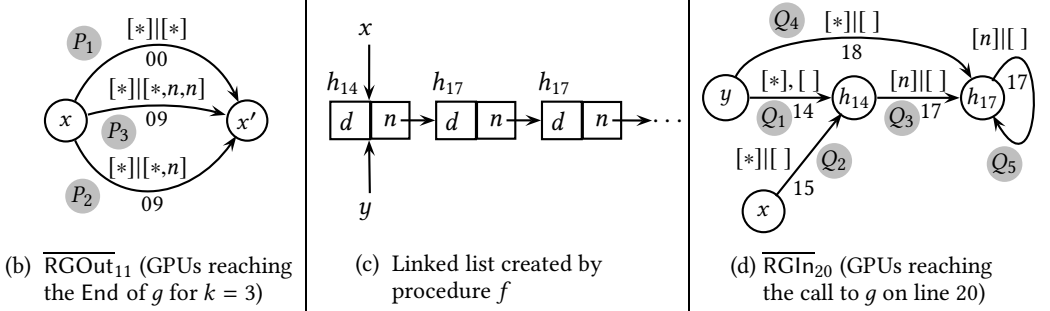 P1
[*]|[*]
00
[*]|[*,n,n]
x
x′
P3
09
[*]|[*,n]
P2
09
(b) RGOut11 (GPUs reaching
the End of g for k = 3)
x
h14
h17
h17
d n
d n
d n
···
y
(c) Linked list created by
procedure f
Q4
[*]|[ ]
18
[n]|[ ]
17
y
[*],[ ]
h14
[n]|[ ]
h17
Q1 14
Q3 17
[*]|[ ]
Q2
Q5
15
x
(d) RGIn20 (GPUs reaching
the call to g on line 20)